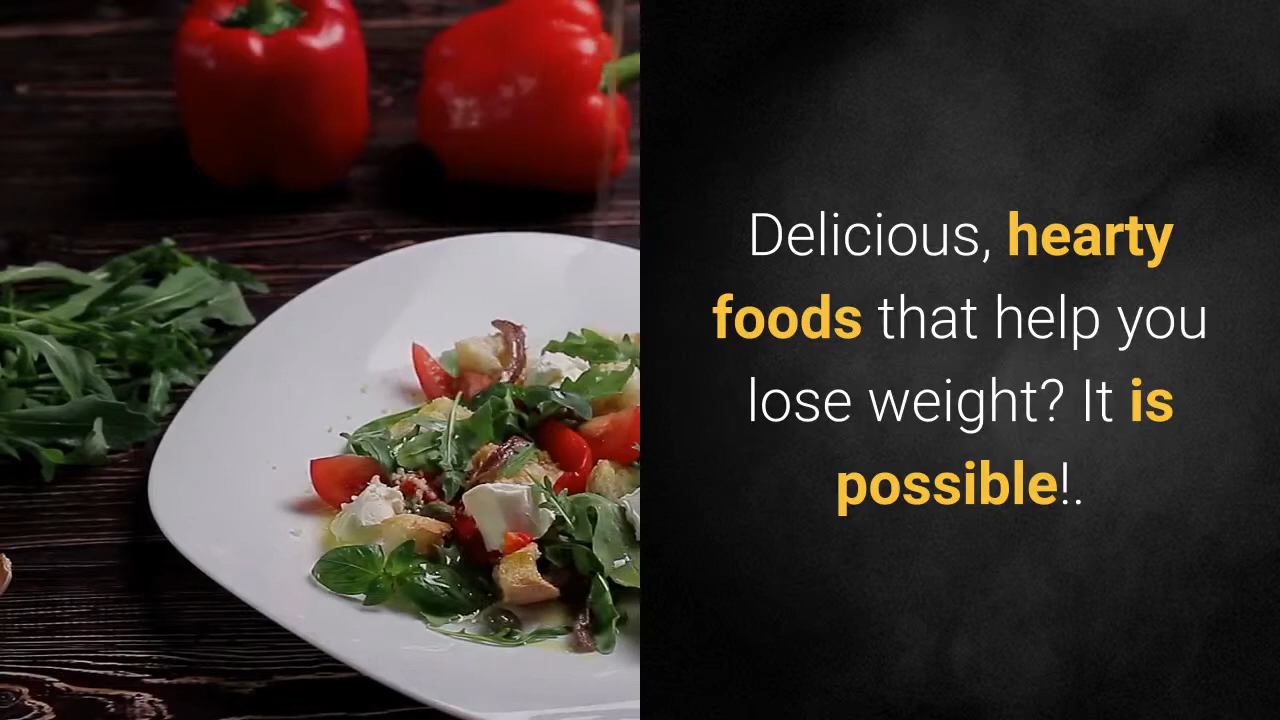 Delicious, hearty
foods that help you
lose weight? It is
possible!.